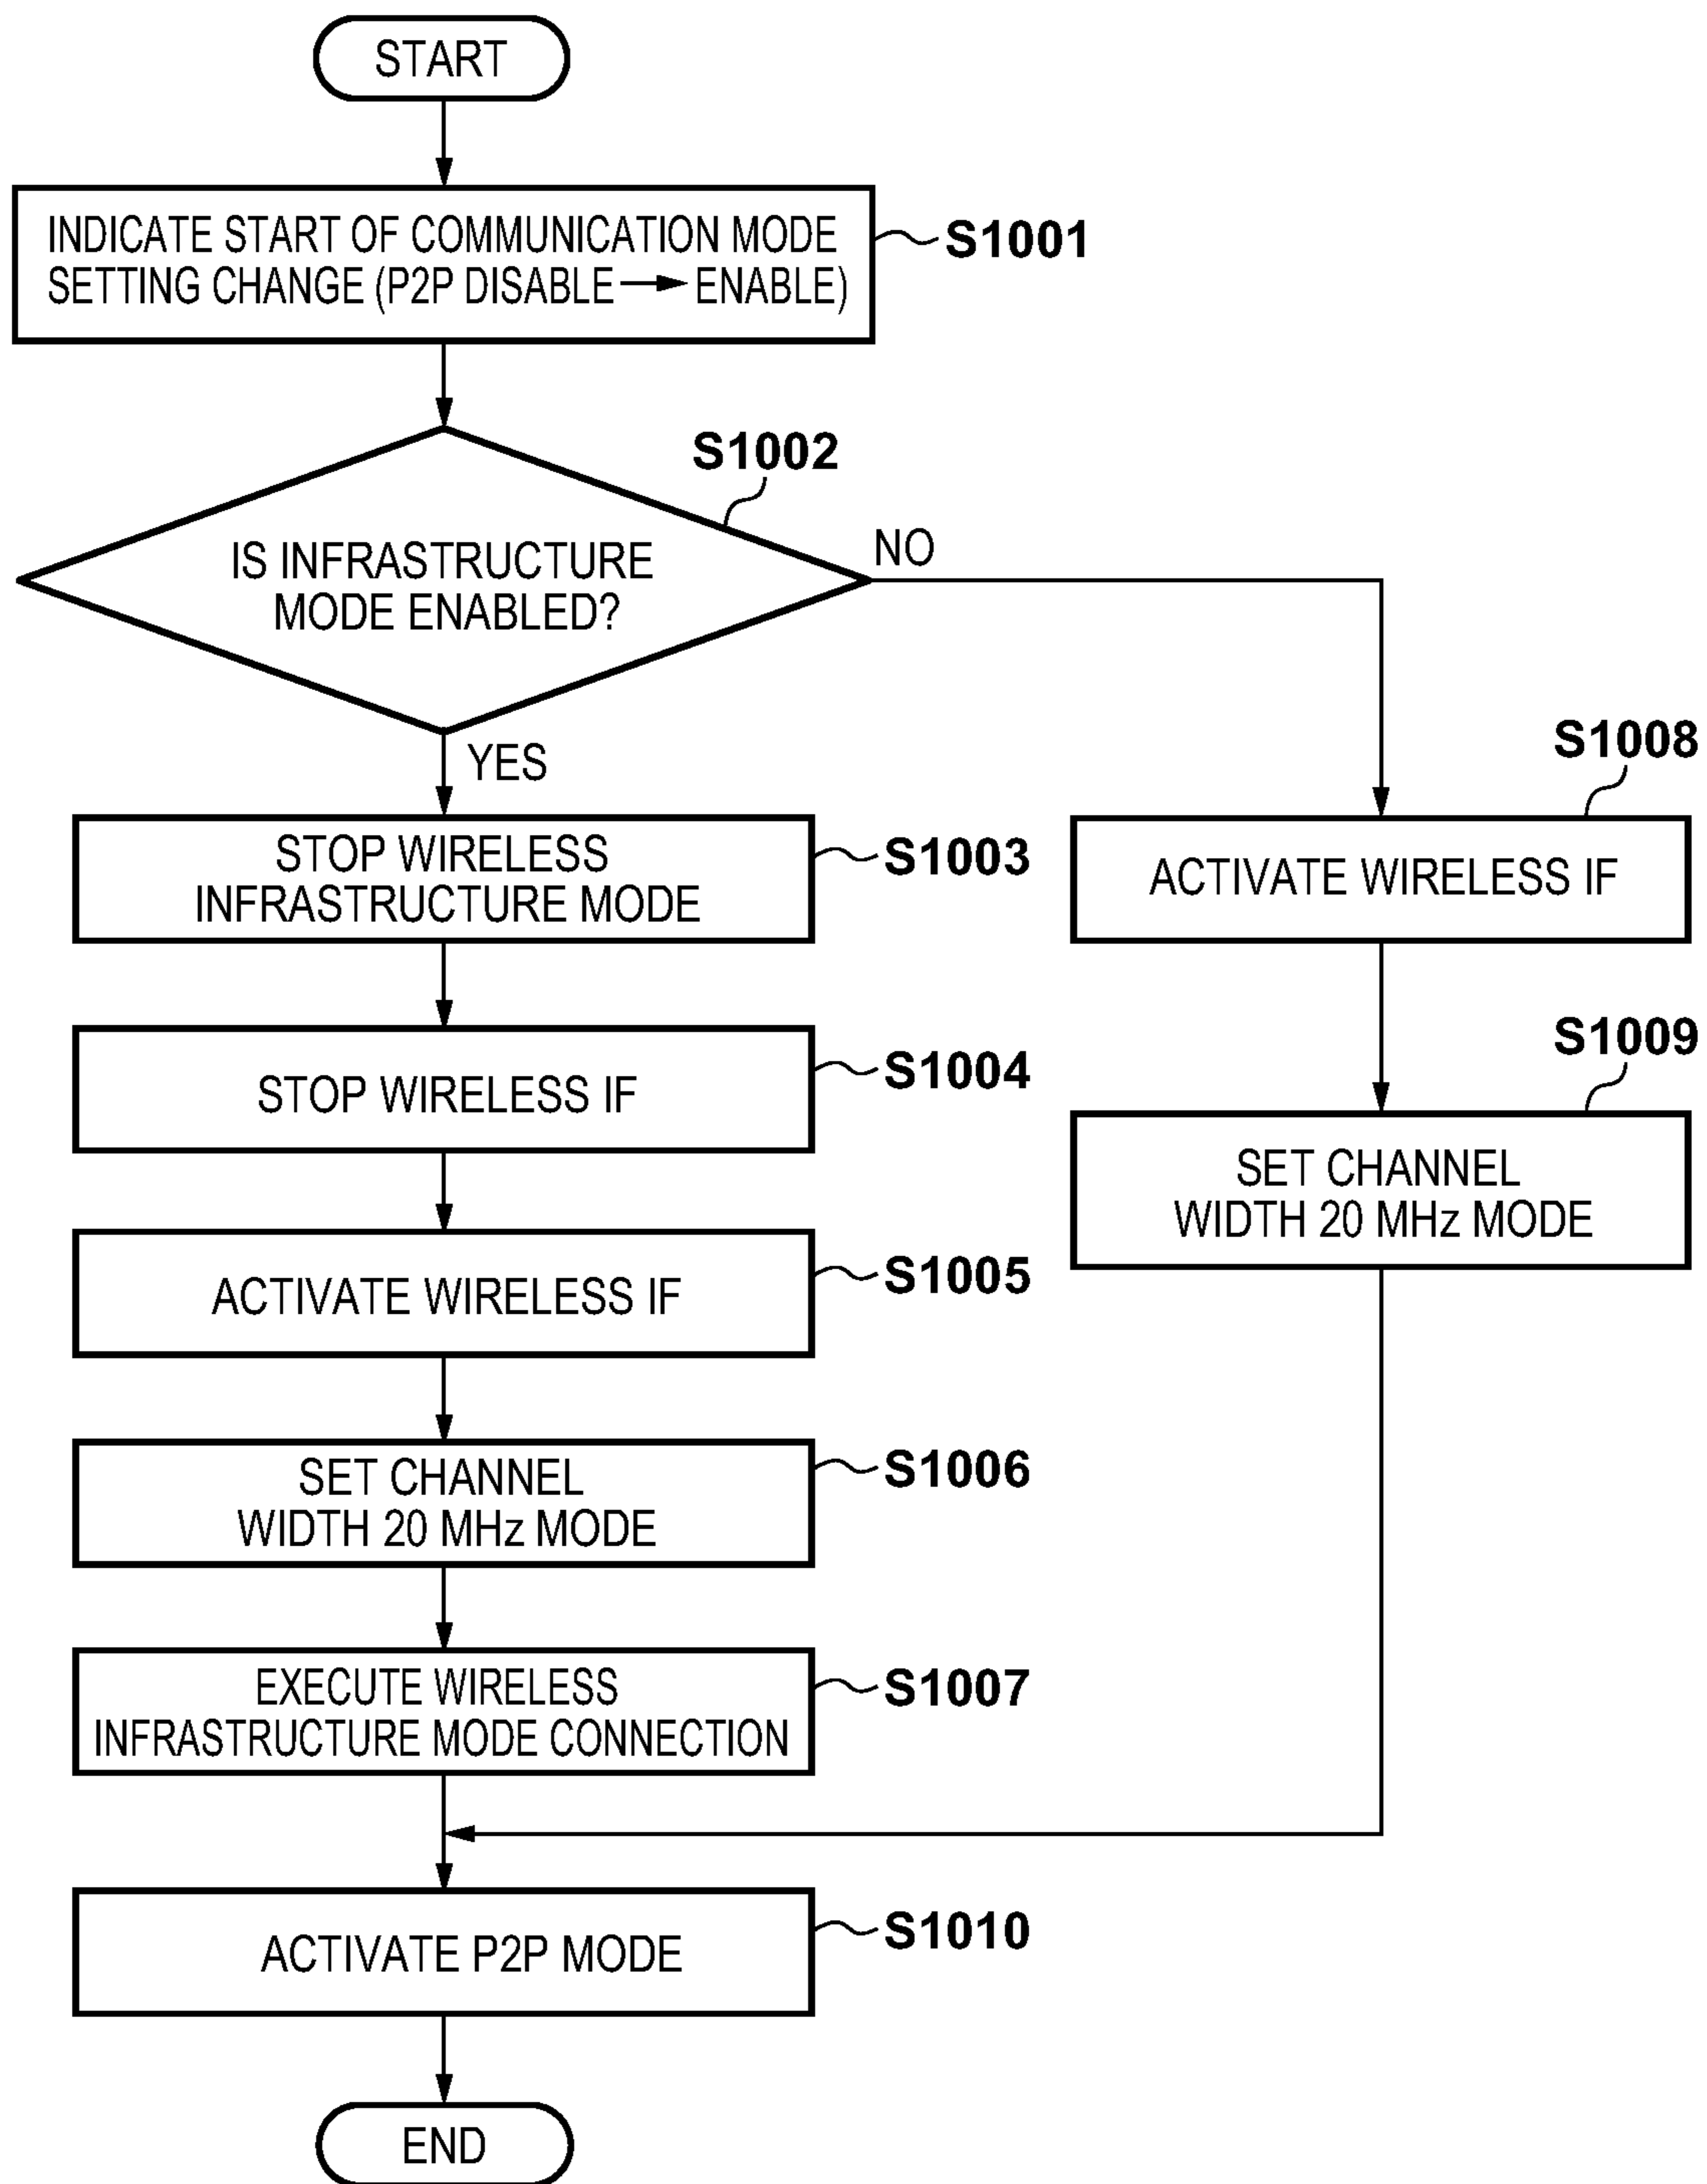 START
INDICATE START OF COMMUNICATION MODE
SETTING CHANGE (P2P DISABLE → ENABLE)
S1001
S1002
IS INFRASTRUCTURE
MODE ENABLED?
NO
YES
STOP WIRELESS
INFRASTRUCTURE MODE
S1003
STOP WIRELESS IF
S1004
ACTIVATE WIRELESS IF
S1005
SET CHANNEL
WIDTH 20 MHz MODE
S1006
EXECUTE WIRELESS
INFRASTRUCTURE MODE CONNECTION
S1007
S1008
ACTIVATE WIRELESS IF
S1009
SET CHANNEL
WIDTH 20 MHz MODE
ACTIVATE P2P MODE
S1010
END